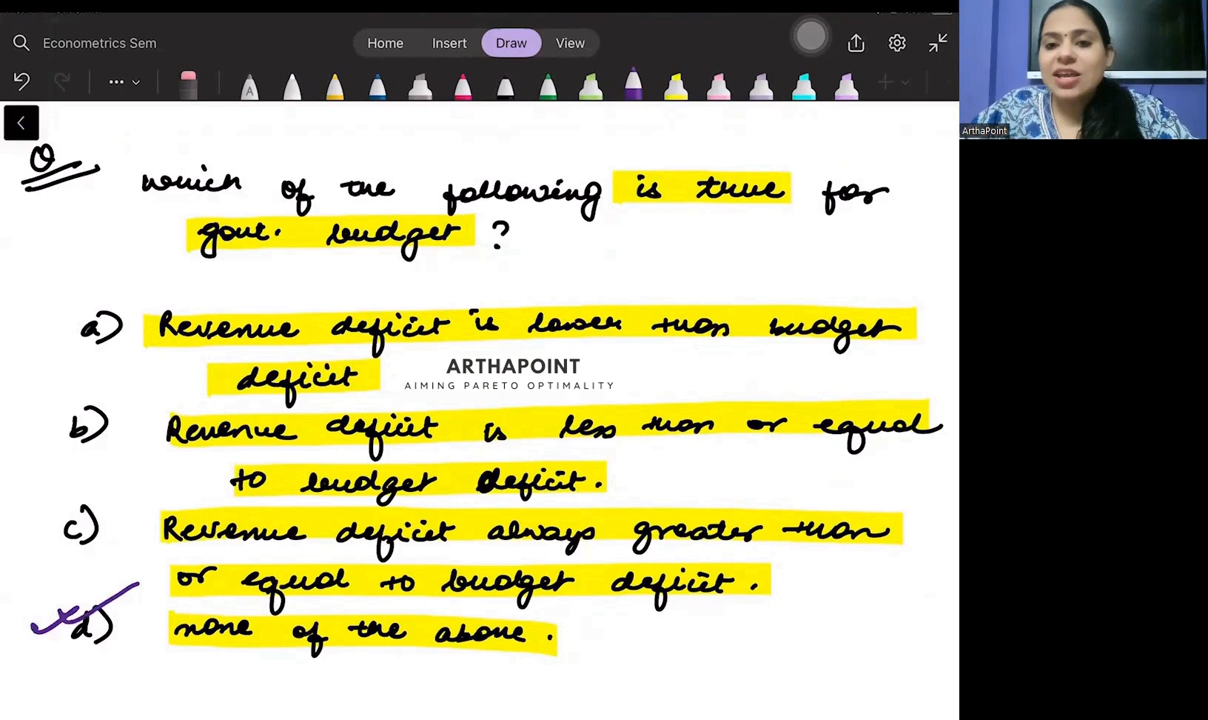 Econometrics Sem
Home Insert Draw View
ArthaPoint
Q
which of the following is true for
govt. budget ?
a) Revenue deficit is lower than budget
deficit
ARTHAPOINT
AIMING PARETO OPTIMALITY
b) Revenue deficit is less than or equal
to budget deficit.
c) Revenue deficit always greater than
or equal to budget deficit.
d) none of the above.